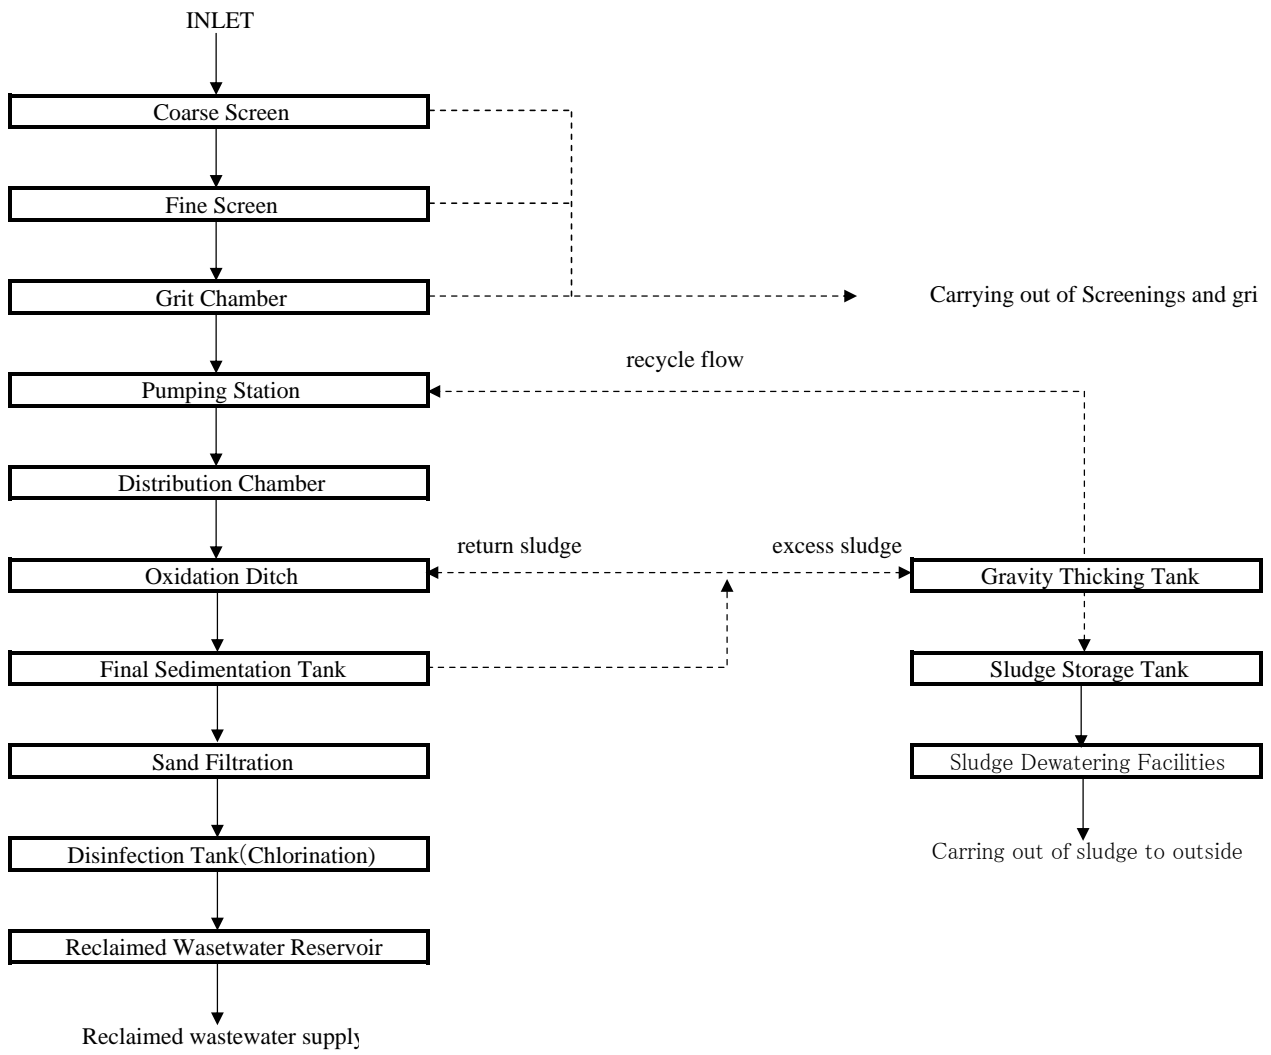 INLET
Coarse Screen
Fine Screen
Grit Chamber
Carrying out of Screenings and gri
recycle flow
Pumping Station
Distribution Chamber
return sludge
excess sludge
Oxidation Ditch
Gravity Thicking Tank
Final Sedimentation Tank
Sludge Storage Tank
Sand Filtration
Sludge Dewatering Facilities
Disinfection Tank(Chlorination)
Carring out of sludge to outside
Reclaimed Wasetwater Reservoir
Reclaimed wastewater supply